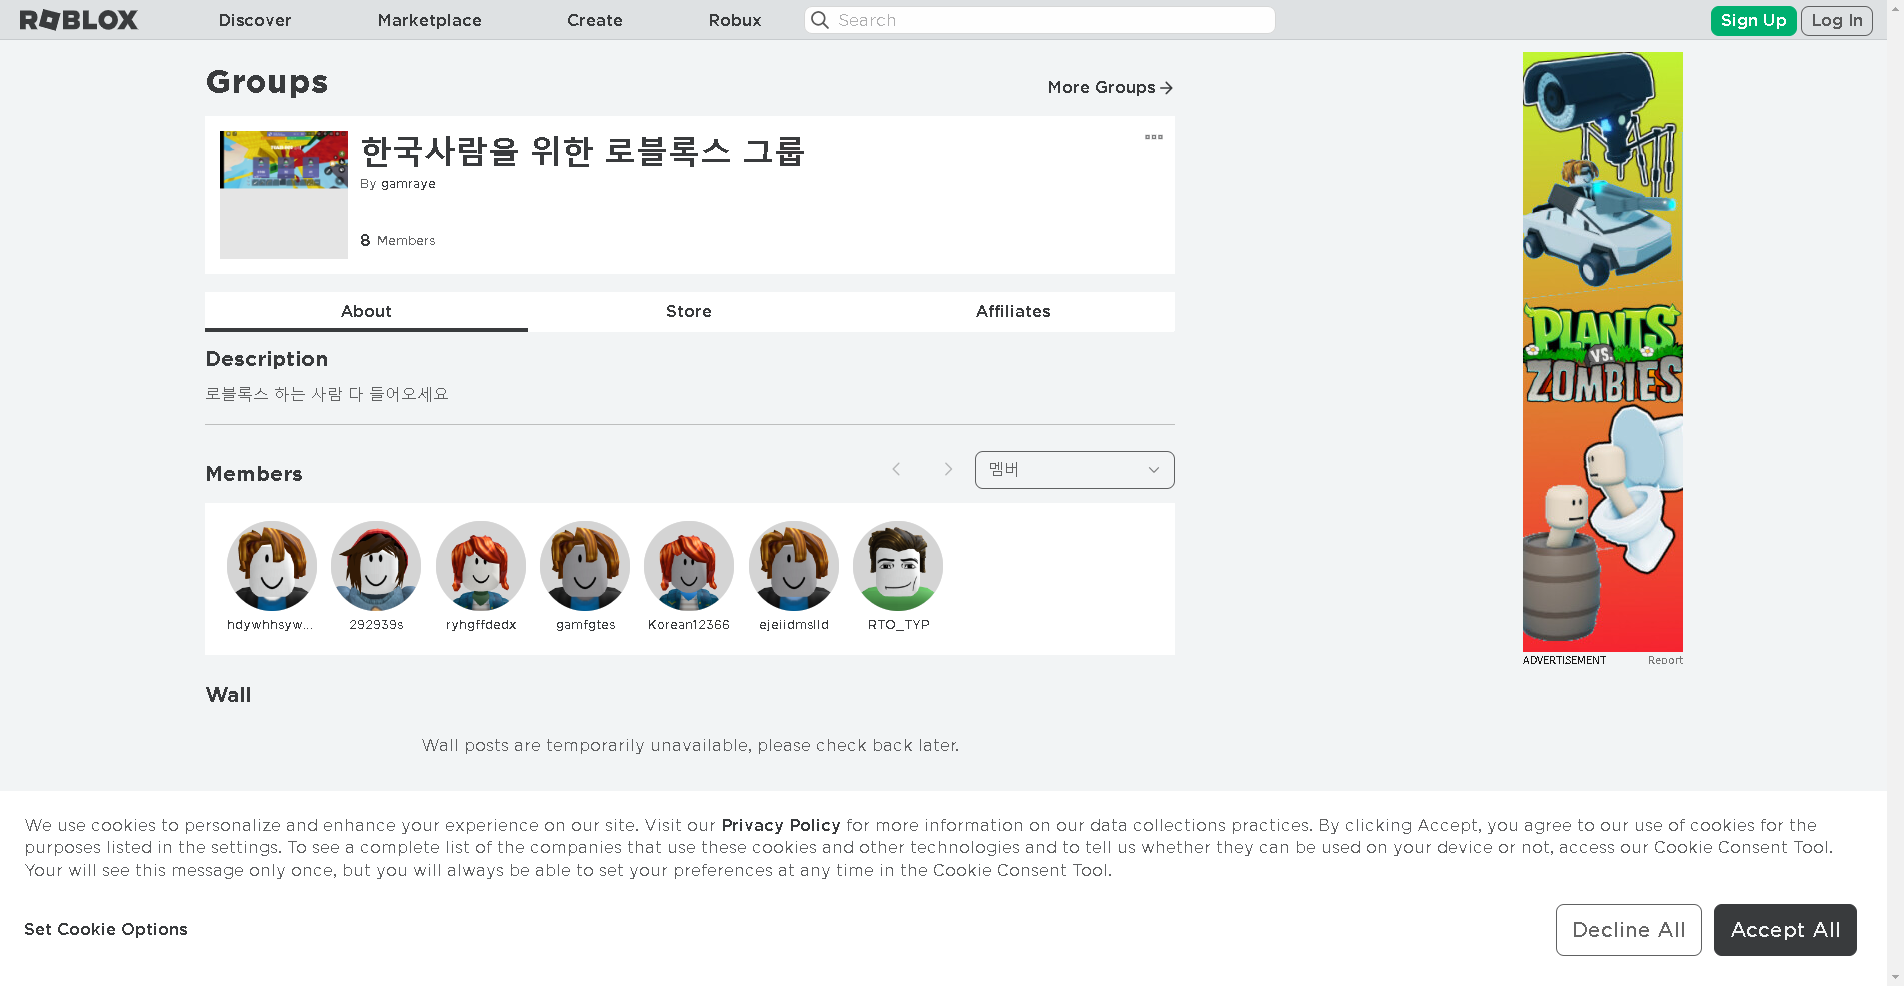 ROBLOX Discover Marketplace Create Robux Search Sign Up Log In
Groups
More Groups
한국사람을 위한 로블록스 그룹
By gamraye
8 Members
About Store Affiliates
Description
로블록스 하는 사람 다 들어오세요
Members
멤버
hdywhhsyw... 292939s ryhgffdedx gamfgtes Korean12366 ejeiidmslld RTO_TYP
Wall
Wall posts are temporarily unavailable, please check back later.
PLANTS
VS.
ZOMBIES
ADVERTISEMENT Report
We use cookies to personalize and enhance your experience on our site. Visit our Privacy Policy for more information on our data collections practices. By clicking Accept, you agree to our use of cookies for the
purposes listed in the settings. To see a complete list of the companies that use these cookies and other technologies and to tell us whether they can be used on your device or not, access our Cookie Consent Tool.
Your will see this message only once, but you will always be able to set your preferences at any time in the Cookie Consent Tool.
Set Cookie Options
Decline All
Accept All